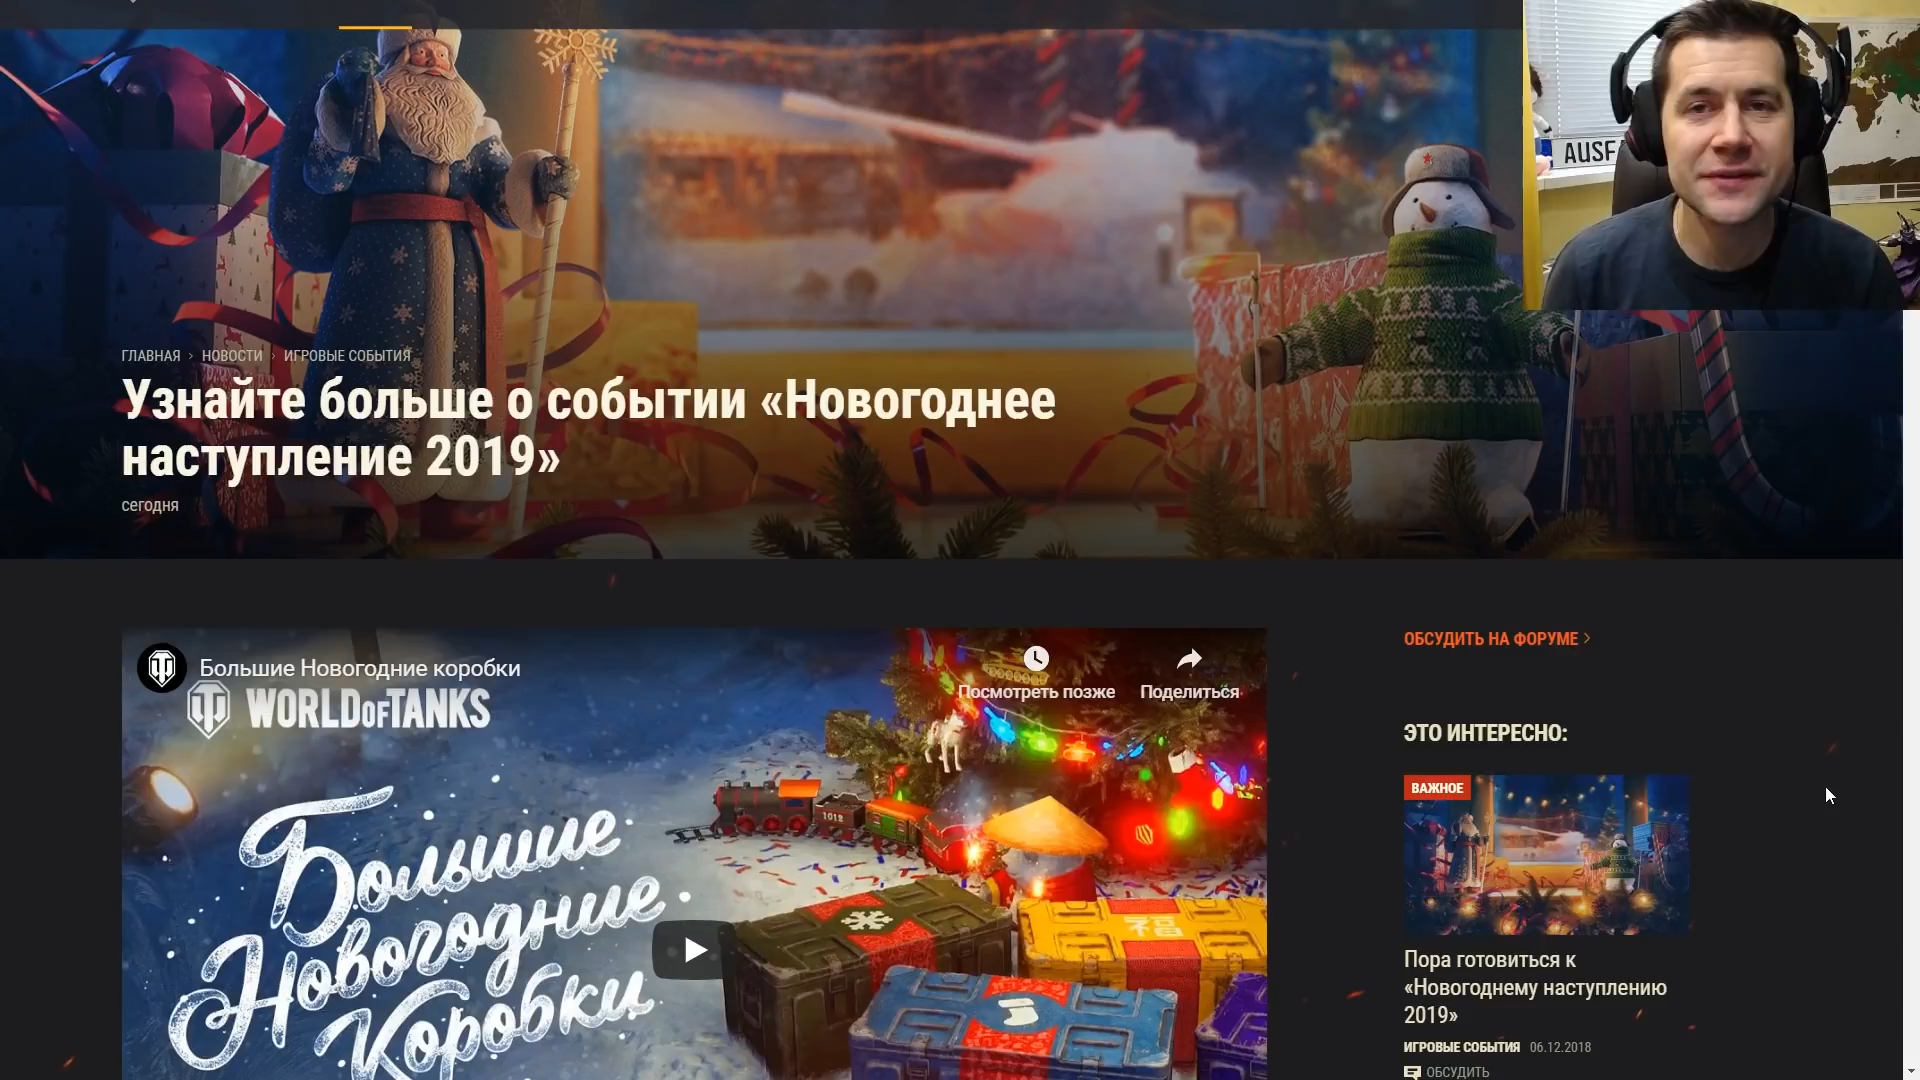 AUSF
ГЛАВНАЯ › НОВОСТИ › ИГРОВЫЕ СОБЫТИЯ
Узнайте больше о событии «Новогоднее
наступление 2019»
сегодня
Большие Новогодние коробки
Посмотреть позже
Поделиться
WORLD OF TANKS
Большие
Новогодние
Коробки
1012
福
ОБСУДИТЬ НА ФОРУМЕ ›
ЭТО ИНТЕРЕСНО:
ВАЖНОЕ
Пора готовиться к
«Новогоднему наступлению
2019»
ИГРОВЫЕ СОБЫТИЯ 06.12.2018
ОБСУДИТЬ